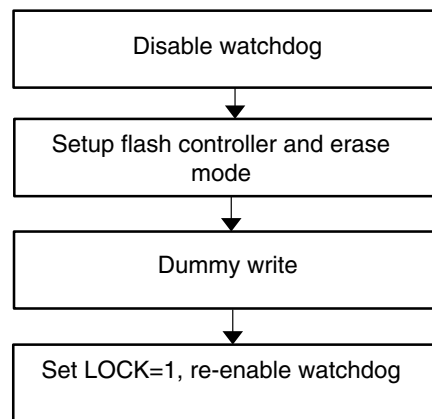 Disable watchdog
Setup flash controller and erase
mode
Dummy write
Set LOCK=1, re-enable watchdog